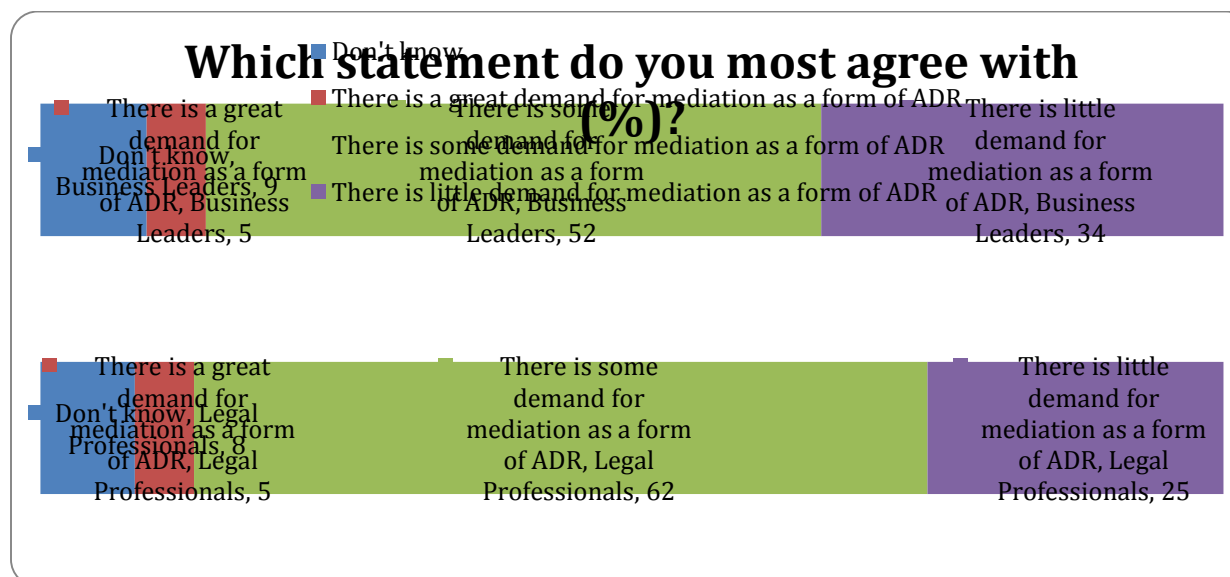 Which statement do you most agree with
(%)?
Don't know
There is a great demand for mediation as a form of ADR
There is some demand for mediation as a form of ADR
There is little demand for mediation as a form of ADR
Don't know,
Business Leaders, 9
There is a great
demand for
mediation as a form
of ADR, Business
Leaders, 5
There is some
demand for
mediation as a form
of ADR, Business
Leaders, 52
There is little
demand for
mediation as a form
of ADR, Business
Leaders, 34
Don't know, Legal
Professionals, 8
There is a great
demand for
mediation as a form
of ADR, Legal
Professionals, 5
There is some
demand for
mediation as a form
of ADR, Legal
Professionals, 62
There is little
demand for
mediation as a form
of ADR, Legal
Professionals, 25